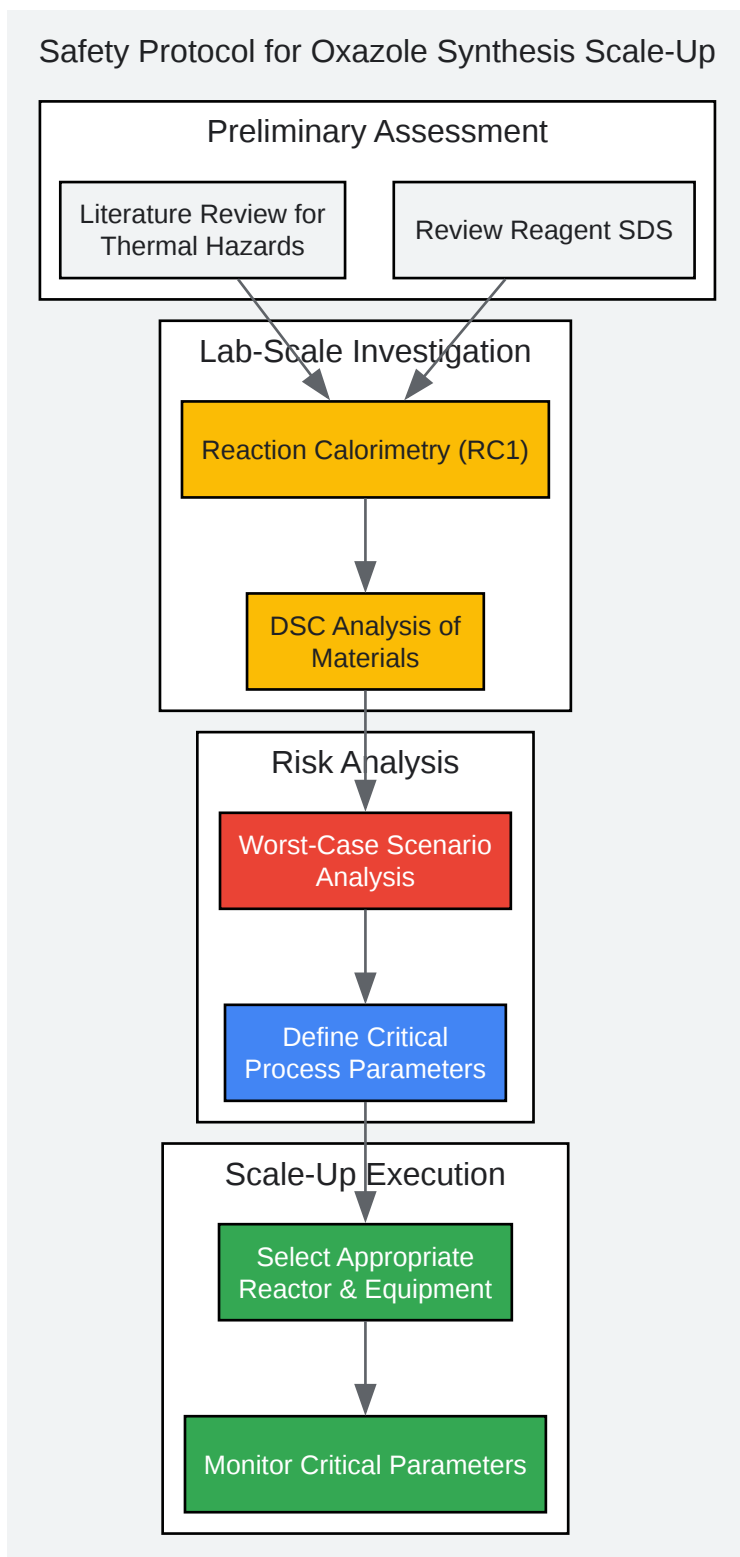 Safety Protocol for Oxazole Synthesis Scale-Up
Preliminary Assessment
Literature Review for
Thermal Hazards
Review Reagent SDS
Lab-Scale Investigation
Reaction Calorimetry (RC1)
DSC Analysis of
Materials
Risk Analysis
Worst-Case Scenario
Analysis
Define Critical
Process Parameters
Scale-Up Execution
Select Appropriate
Reactor & Equipment
Monitor Critical Parameters